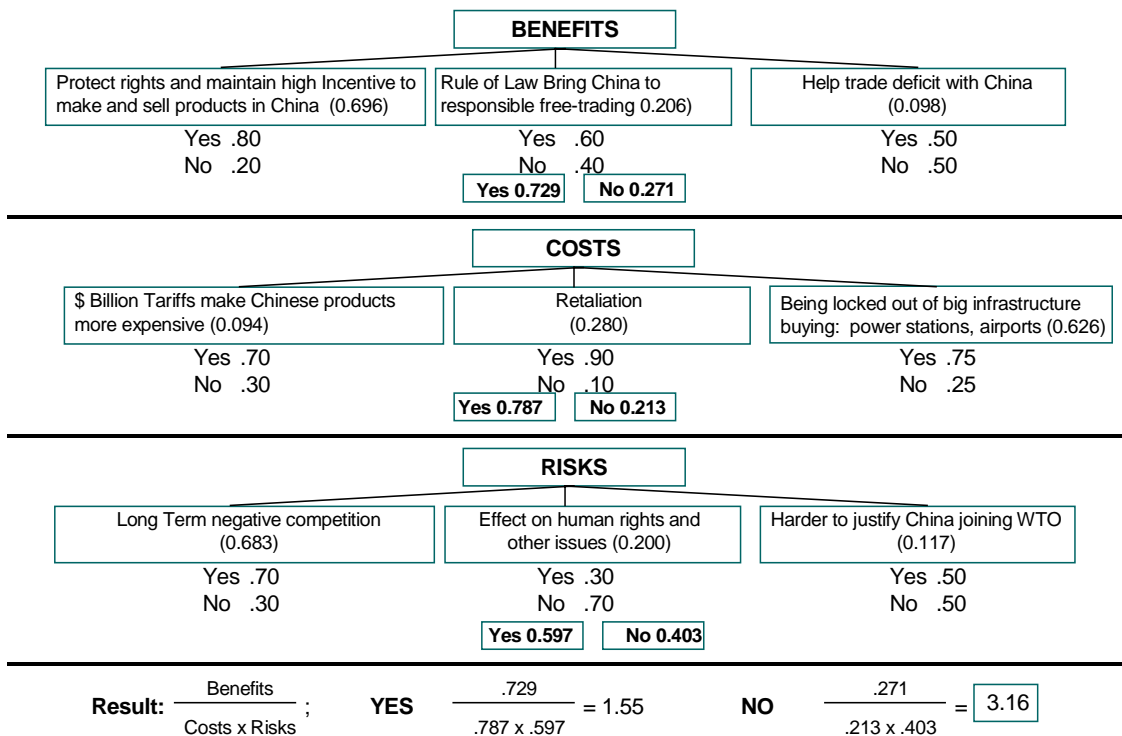 BENEFITS
Protect rights and maintain high Incentive to
make and sell products in China (0.696)
Yes .80
No .20
Rule of Law Bring China to
responsible free-trading 0.206)
Yes .60
No .40
Help trade deficit with China
(0.098)
Yes .50
No .50
Yes 0.729
No 0.271
COSTS
$ Billion Tariffs make Chinese products
more expensive (0.094)
Yes .70
No .30
Retaliation
(0.280)
Yes .90
No .10
Being locked out of big infrastructure
buying: power stations, airports (0.626)
Yes .75
No .25
Yes 0.787
No 0.213
RISKS
Long Term negative competition
(0.683)
Yes .70
No .30
Effect on human rights and
other issues (0.200)
Yes .30
No .70
Harder to justify China joining WTO
(0.117)
Yes .50
No .50
Yes 0.597
No 0.403
Result: Benefits
Costs x Risks ;
YES .729
.787 x .597 = 1.55
NO .271
.213 x .403 = 3.16